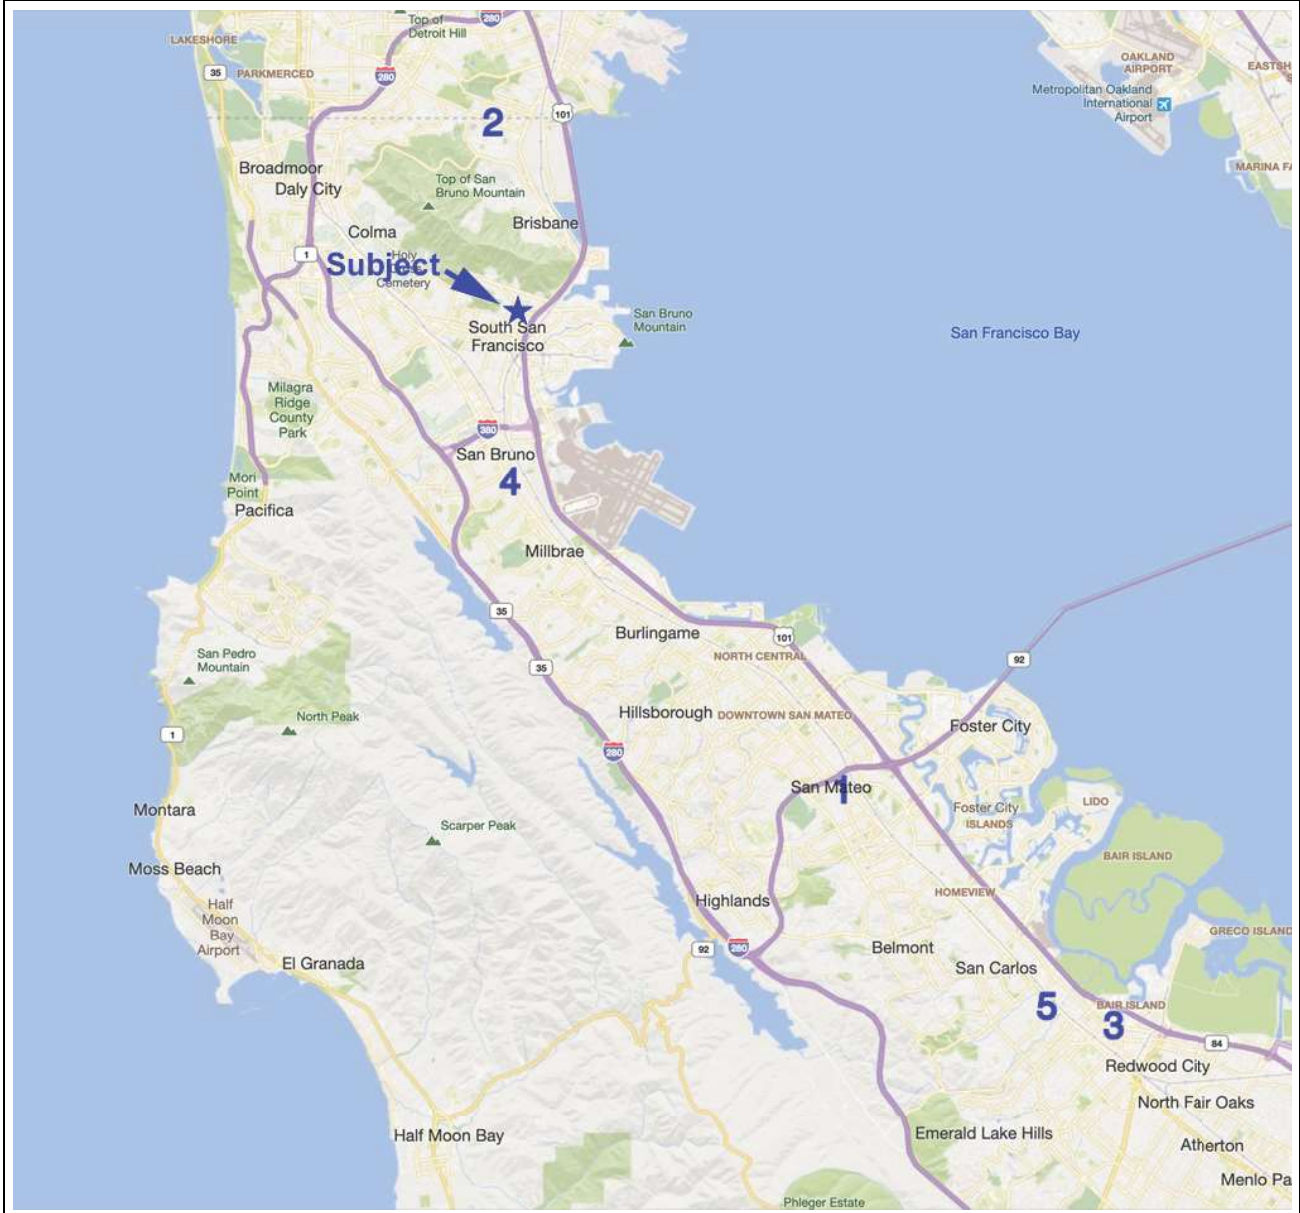 Top of
Detroit Hill
280
LAKESHORE
35
PARKMERCED
280
OAKLAND
AIRPORT
EASTSH
Metropolitan Oakland
International
Airport
2
101
MARINA FA
Broadmoor
Daly City
Top of San
Bruno Mountain
Brisbane
Colma
1
Holy
Cross
Cemetery
Subject
South San
Francisco
San Bruno
Mountain
San Francisco Bay
Milagra
Ridge
County
Park
380
San Bruno
4
Mori
Point
Pacifica
Millbrae
35
Burlingame
101
NORTH CENTRAL
92
San Pedro
Mountain
35
North Peak
Hillsborough
DOWNTOWN SAN MATEO
Foster City
1
280
San Mateo
1
Montara
Foster City
ISLANDS
LIDO
Scarper Peak
BAIR ISLAND
Moss Beach
HOMEVIEW
Half
Moon
Bay
Airport
Highlands
GRECO ISLAND
92
280
Belmont
El Granada
San Carlos
5
BAIR ISLAND
3
84
Redwood City
North Fair Oaks
Half Moon Bay
Emerald Lake Hills
Atherton
Menlo Pa
Phleger Estate